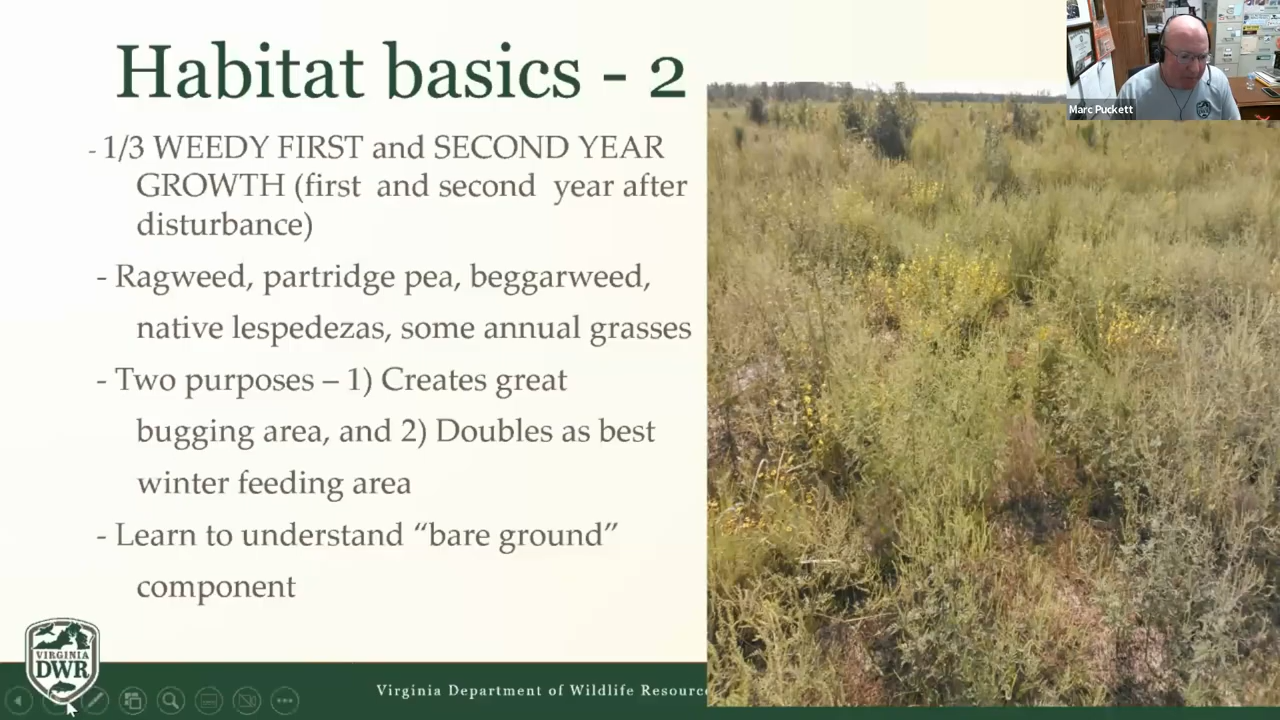 Habitat basics - 2
- 1/3 WEEDY FIRST and SECOND YEAR
GROWTH (first and second year after
disturbance)
- Ragweed, partridge pea, beggarweed,
native lespedezas, some annual grasses
- Two purposes – 1) Creates great
bugging area, and 2) Doubles as best
winter feeding area
- Learn to understand “bare ground”
component
Marc Puckett
VIRGINIA
DWR
Virginia Department of Wildlife Resource